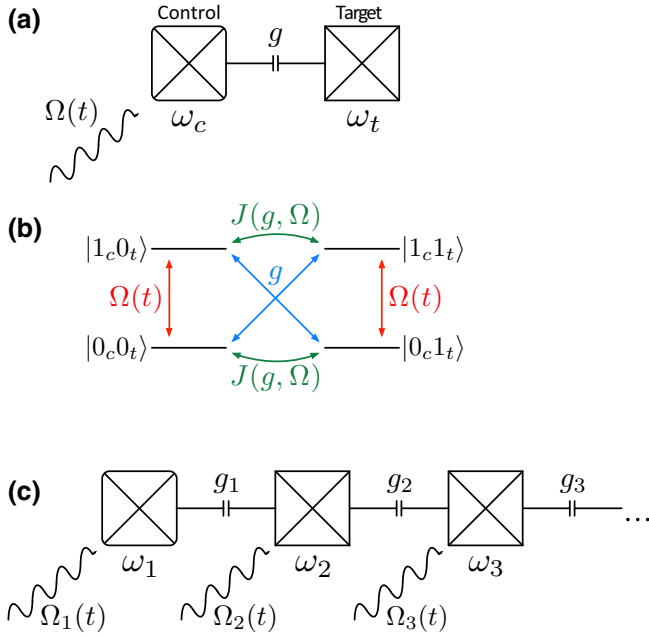 (a)
Control
Target
g
Ω(t)
ω_c
ω_t
(b)
J(g, Ω)
|1_c0_t⟩
|1_c1_t⟩
g
Ω(t)
Ω(t)
|0_c0_t⟩
|0_c1_t⟩
J(g, Ω)
(c)
g_1
g_2
g_3
...
ω_1
ω_2
ω_3
Ω_1(t)
Ω_2(t)
Ω_3(t)